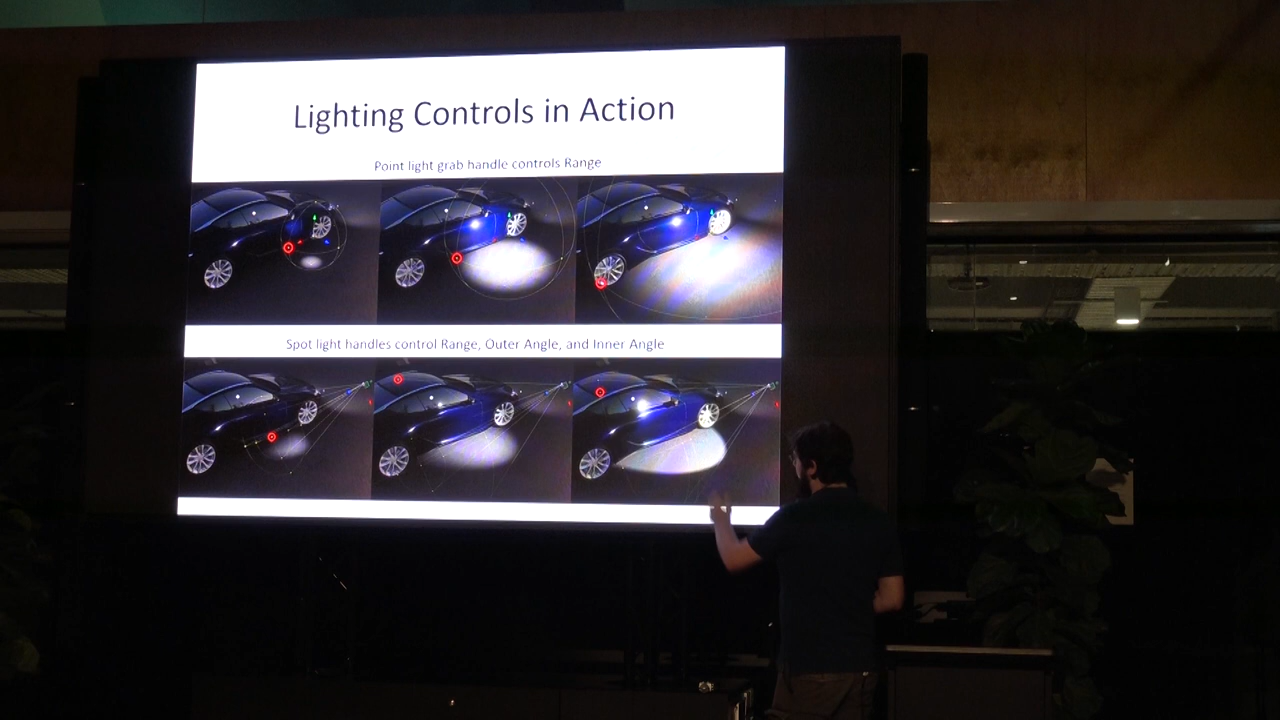 Lighting Controls in Action
Point light grab handle controls Range
Spot light handles control Range, Outer Angle, and Inner Angle